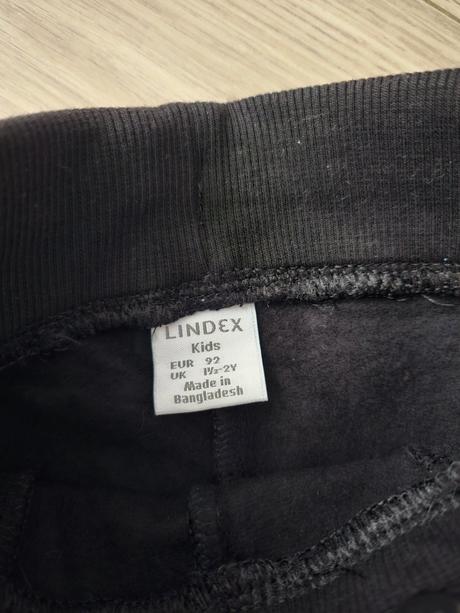 LINDEX
Kids
EUR 92
UK 1½-2Y
Made in
Bangladesh